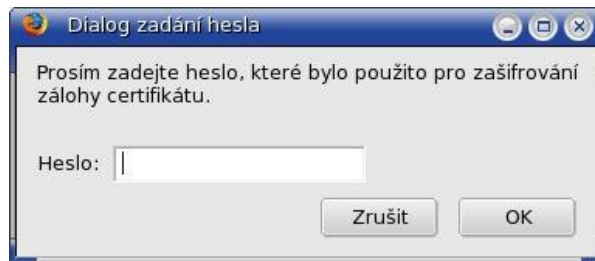 Dialog zadání hesla
Prosím zadejte heslo, které bylo použito pro zašifrování
zálohy certifikátu.
Heslo:
Zrušit OK